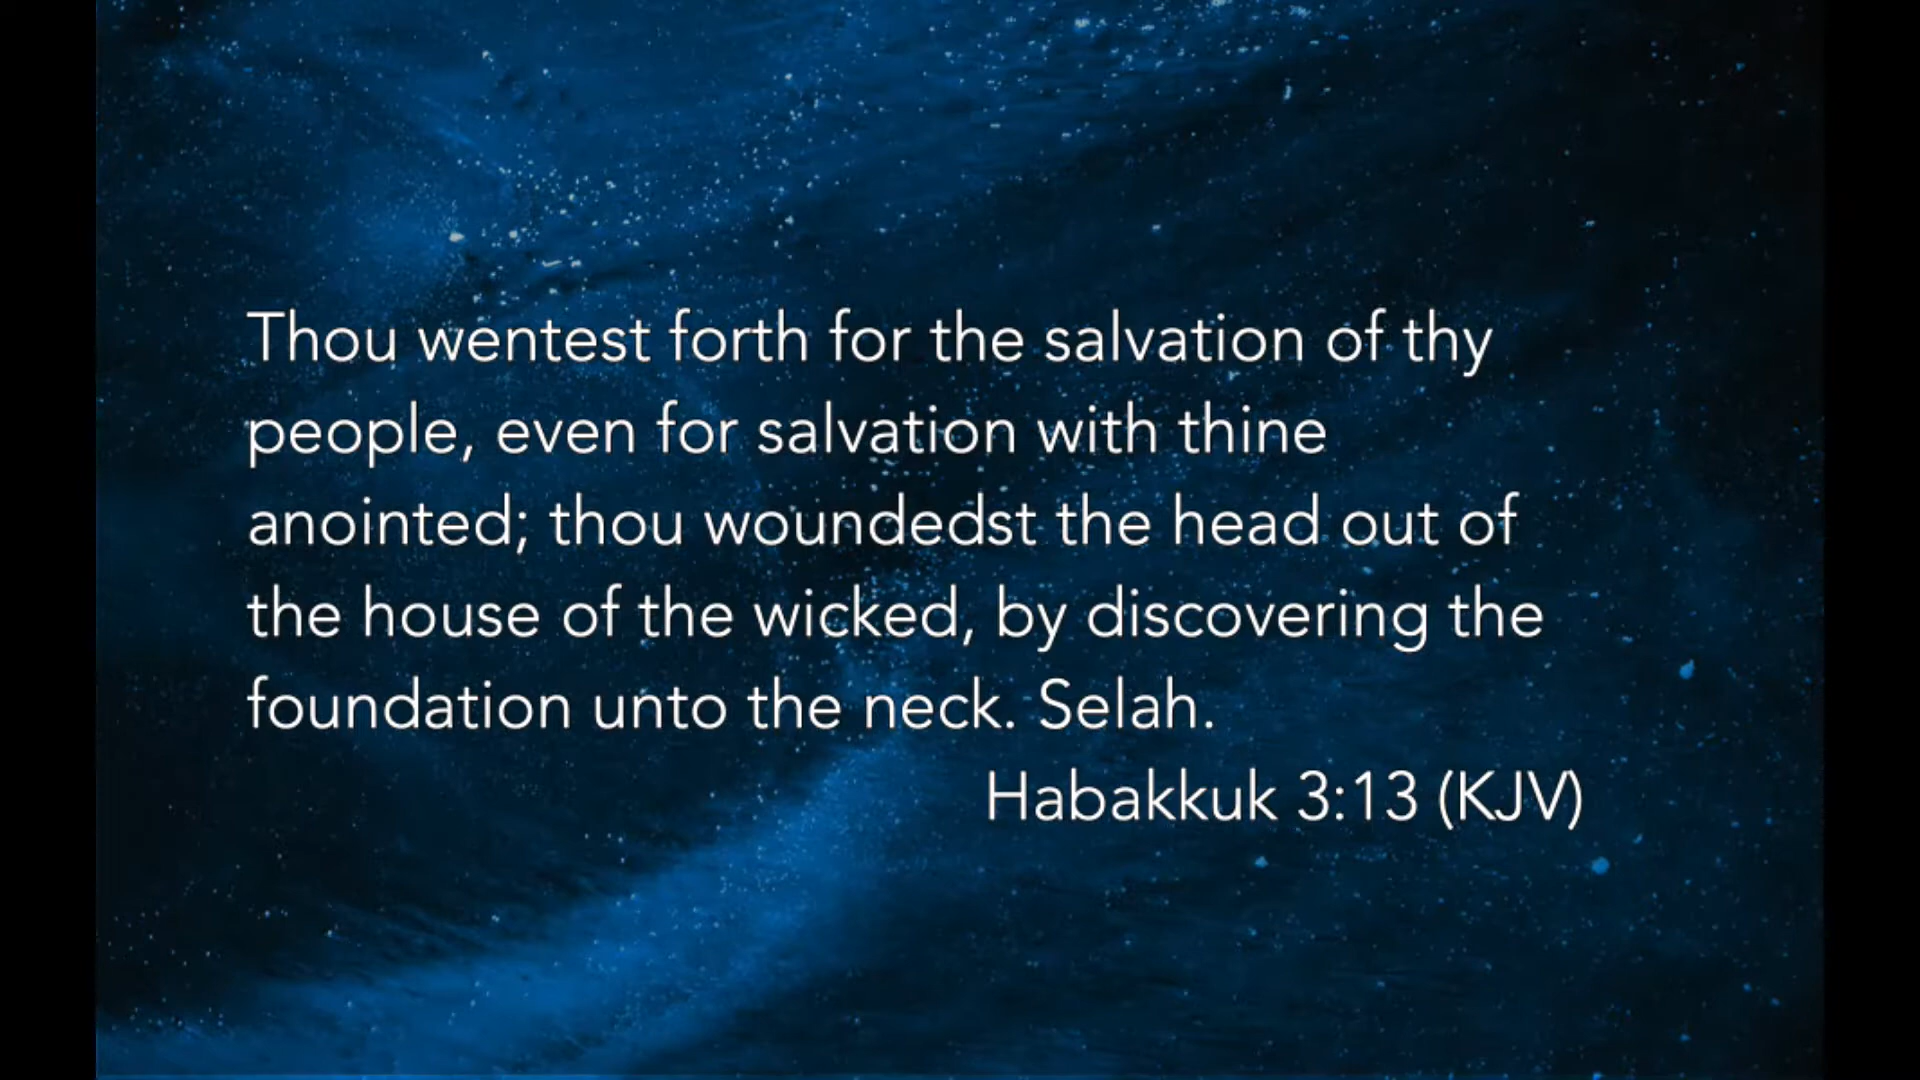 Thou wentest forth for the salvation of thy
people, even for salvation with thine
anointed; thou woundedst the head out of
the house of the wicked, by discovering the
foundation unto the neck. Selah.
Habakkuk 3:13 (KJV)